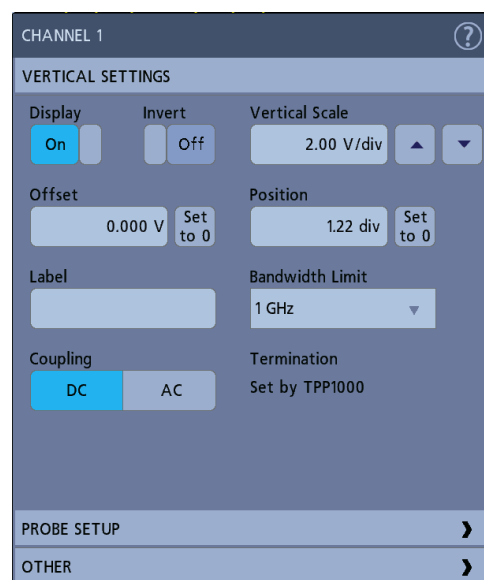 CHANNEL 1
?
VERTICAL SETTINGS
Display Invert Vertical Scale
On Off 2.00 V/div
Offset Position
0.000 V Set to 0 1.22 div Set to 0
Label Bandwidth Limit
1 GHz
Coupling Termination
DC AC Set by TPP1000
PROBE SETUP
OTHER